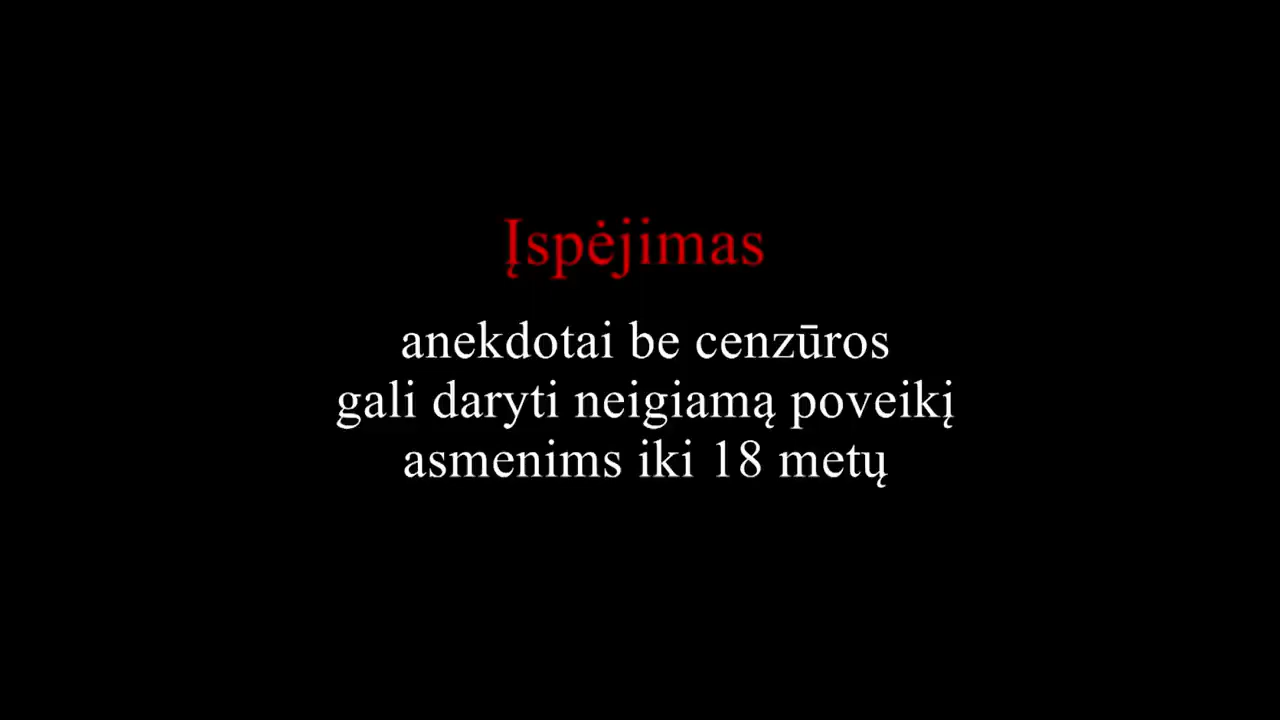 Įspėjimas
anekdotai be cenzūros
gali daryti neigiamą poveikį
asmenims iki 18 metų